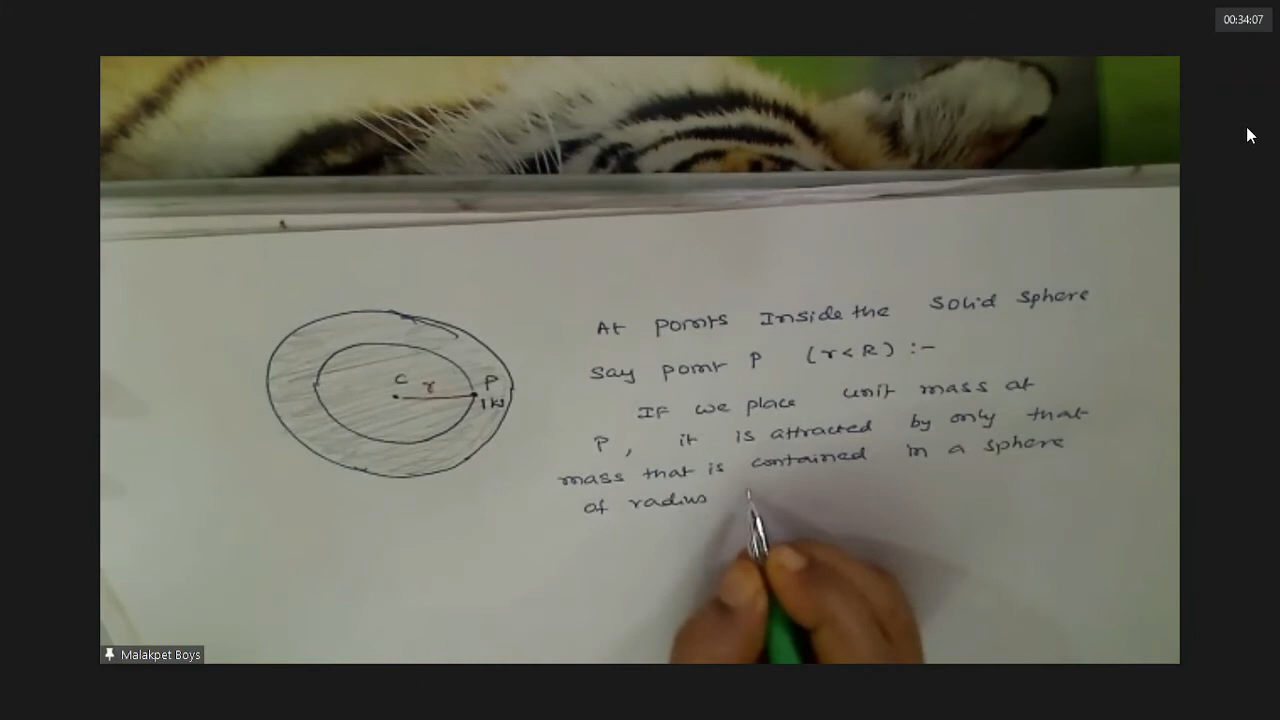 00:34:07
At points Inside the Solid Sphere
Say point P (r<R) :-
If we place unit mass at
P, it is attracted by only that
mass that is contained in a sphere
of radius
C r P
Malakpet Boys